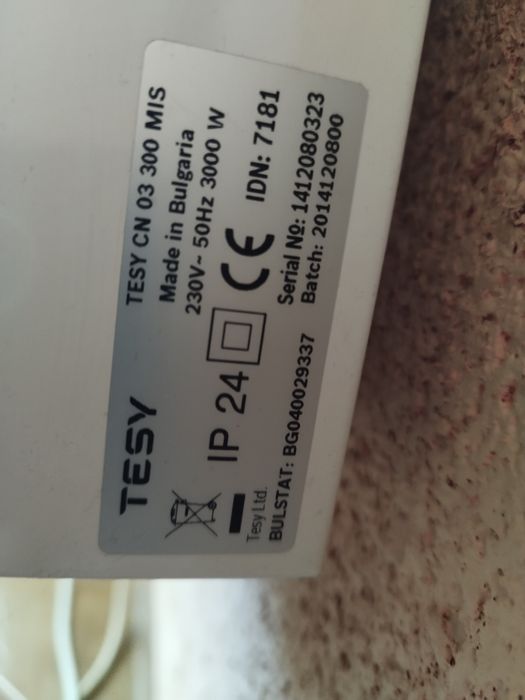 TESY
TESY CN 03 300 MIS
Made in Bulgaria
230V~ 50Hz 3000 W
IP 24
CE
IDN: 7181
Tesy Ltd.
BULSTAT: BG040029337
Serial №: 1412080323
Batch: 2014120800